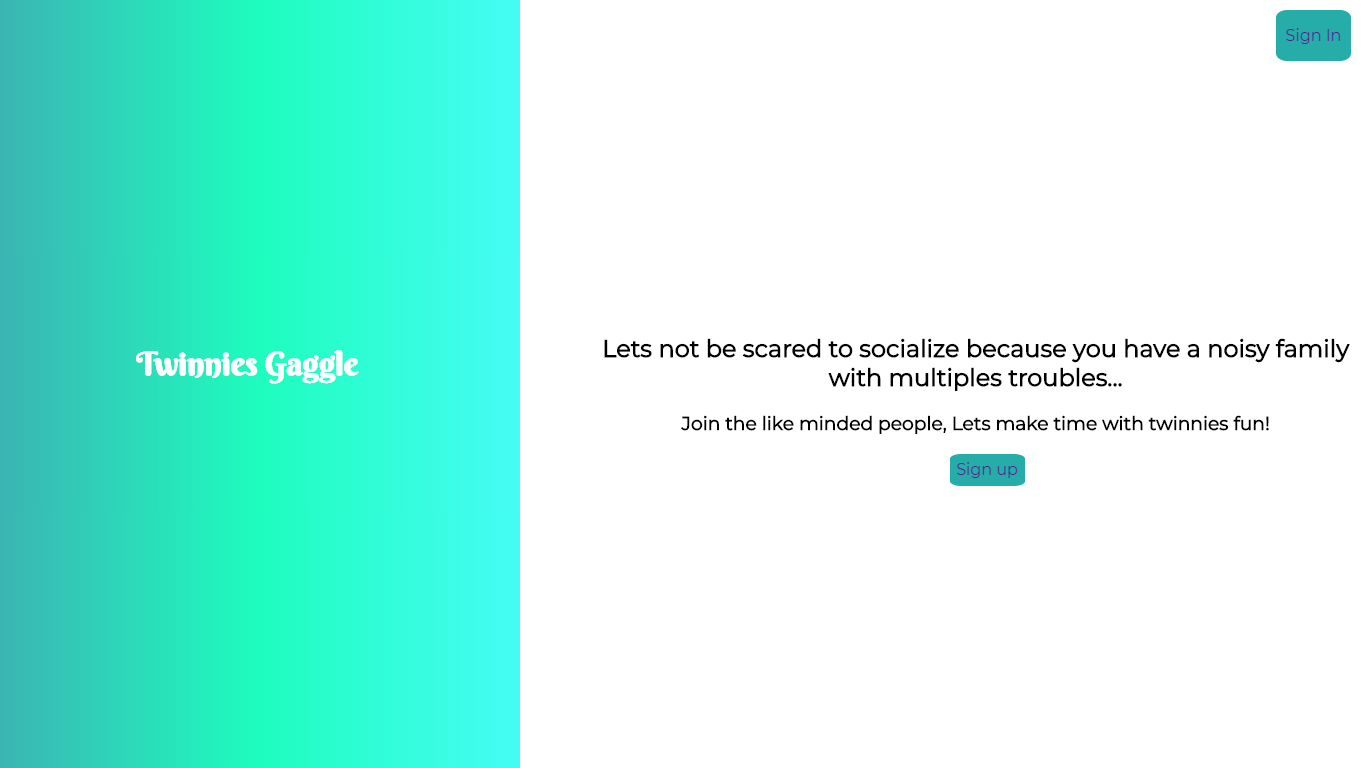 Sign In
Twinnies Gaggle
Lets not be scared to socialize because you have a noisy family
with multiples troubles...
Join the like minded people, Lets make time with twinnies fun!
Sign up